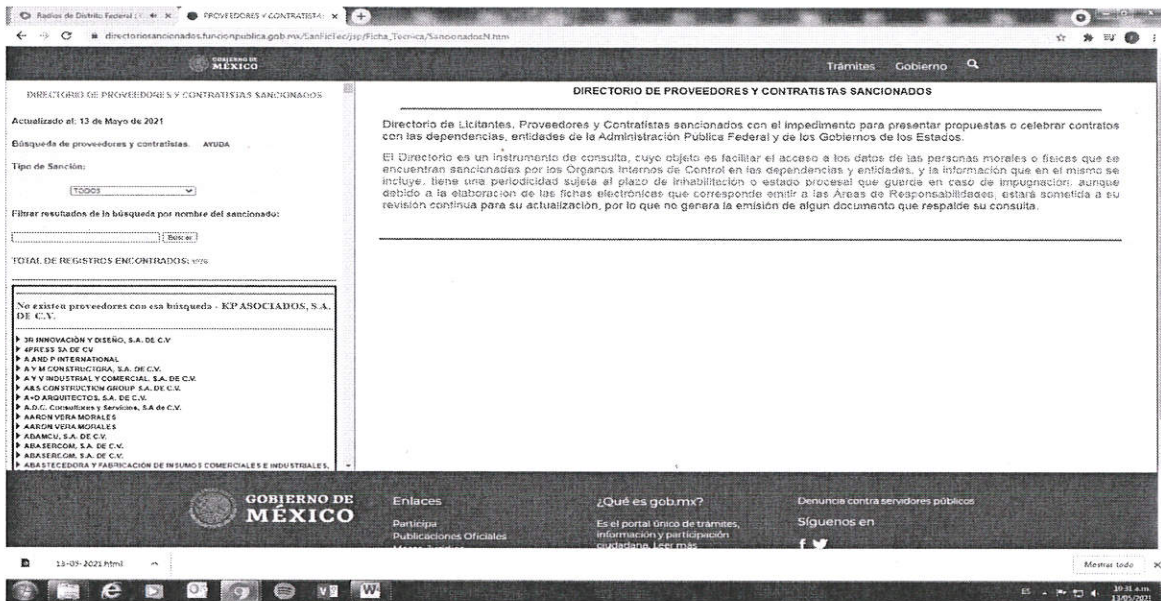 Radios de Distrito Federal
PROVEEDORES Y CONTRATISTA
directoriosancionados.funcionpublica.gob.mx/SanFicTec/jsp/Ficha_Tecnica/SancionadosN.htm
GOBIERNO DE
MÉXICO
Trámites Gobierno
DIRECTORIO DE PROVEEDORES Y CONTRATISTAS SANCIONADOS
Actualizado al: 13 de Mayo de 2021
Búsqueda de proveedores y contratistas. AYUDA
Tipo de Sanción:
TODOS
Filtrar resultados de la búsqueda por nombre del sancionado:
Buscar
TOTAL DE REGISTROS ENCONTRADOS:
No existen proveedores con esa búsqueda - KP ASOCIADOS, S.A. DE C.V.
3R INNOVACIÓN Y DISEÑO, S.A. DE C.V
4PRESS SA DE CV
A AND P INTERNATIONAL
A Y M CONSTRUCTORA, S.A. DE C.V.
A Y V INDUSTRIAL Y COMERCIAL, S.A. DE C.V.
A&S CONSTRUCTION GROUP S.A. DE C.V.
A+D ARQUITECTOS, S.A. DE C.V.
A.D.C. Consultores y Servicios, S.A de C.V.
AARON VERA MORALES
AARON VERA MORALES
ABAMCU, S.A. DE C.V.
ABASERCOM, S.A. DE C.V.
ABASERCOM, S.A. DE C.V.
ABASTECEDORA Y FABRICACIÓN DE INSUMOS COMERCIALES E INDUSTRIALES,
DIRECTORIO DE PROVEEDORES Y CONTRATISTAS SANCIONADOS
Directorio de Licitantes, Proveedores y Contratistas sancionados con el impedimento para presentar propuestas o celebrar contratos
con las dependencias, entidades de la Administración Pública Federal y de los Gobiernos de los Estados.
El Directorio es un instrumento de consulta, cuyo objeto es facilitar el acceso a los datos de las personas morales o físicas que se
encuentran sancionadas por los Órganos Internos de Control en las dependencias y entidades, y la información que en el mismo se
incluye, tiene una periodicidad sujeta al plazo de inhabilitación o estado procesal que guarde en caso de impugnación, aunque
debido a la elaboración de las fichas electrónicas que corresponde emitir a las Áreas de Responsabilidades, estará sometida a su
revisión continua para su actualización, por lo que no genera la emisión de algun documento que respalde su consulta.
GOBIERNO DE
MÉXICO
Enlaces
Participa
Publicaciones Oficiales
Marco Jurídico
¿Qué es gob.mx?
Es el portal único de trámites,
información y participación
ciudadana. Leer más
Denuncia contra servidores públicos
Síguenos en
13-05-2021.html
Mostrar todo
ES
10:31 a.m.
13/05/2021